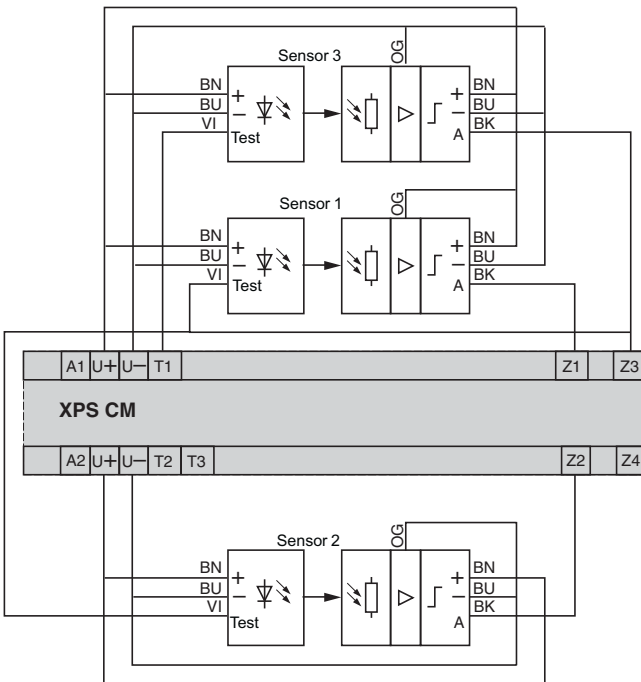 Sensor 3
OG
BN
+
BN
+
BU
−
BU
−
VI
Test
BK
A
Sensor 1
OG
BN
+
BN
+
BU
−
BU
−
VI
Test
BK
A
A1 U+ U− T1 Z1 Z3
XPS CM
A2 U+ U− T2 T3 Z2 Z4
Sensor 2
OG
BN
+
BN
+
BU
−
BU
−
VI
Test
BK
A